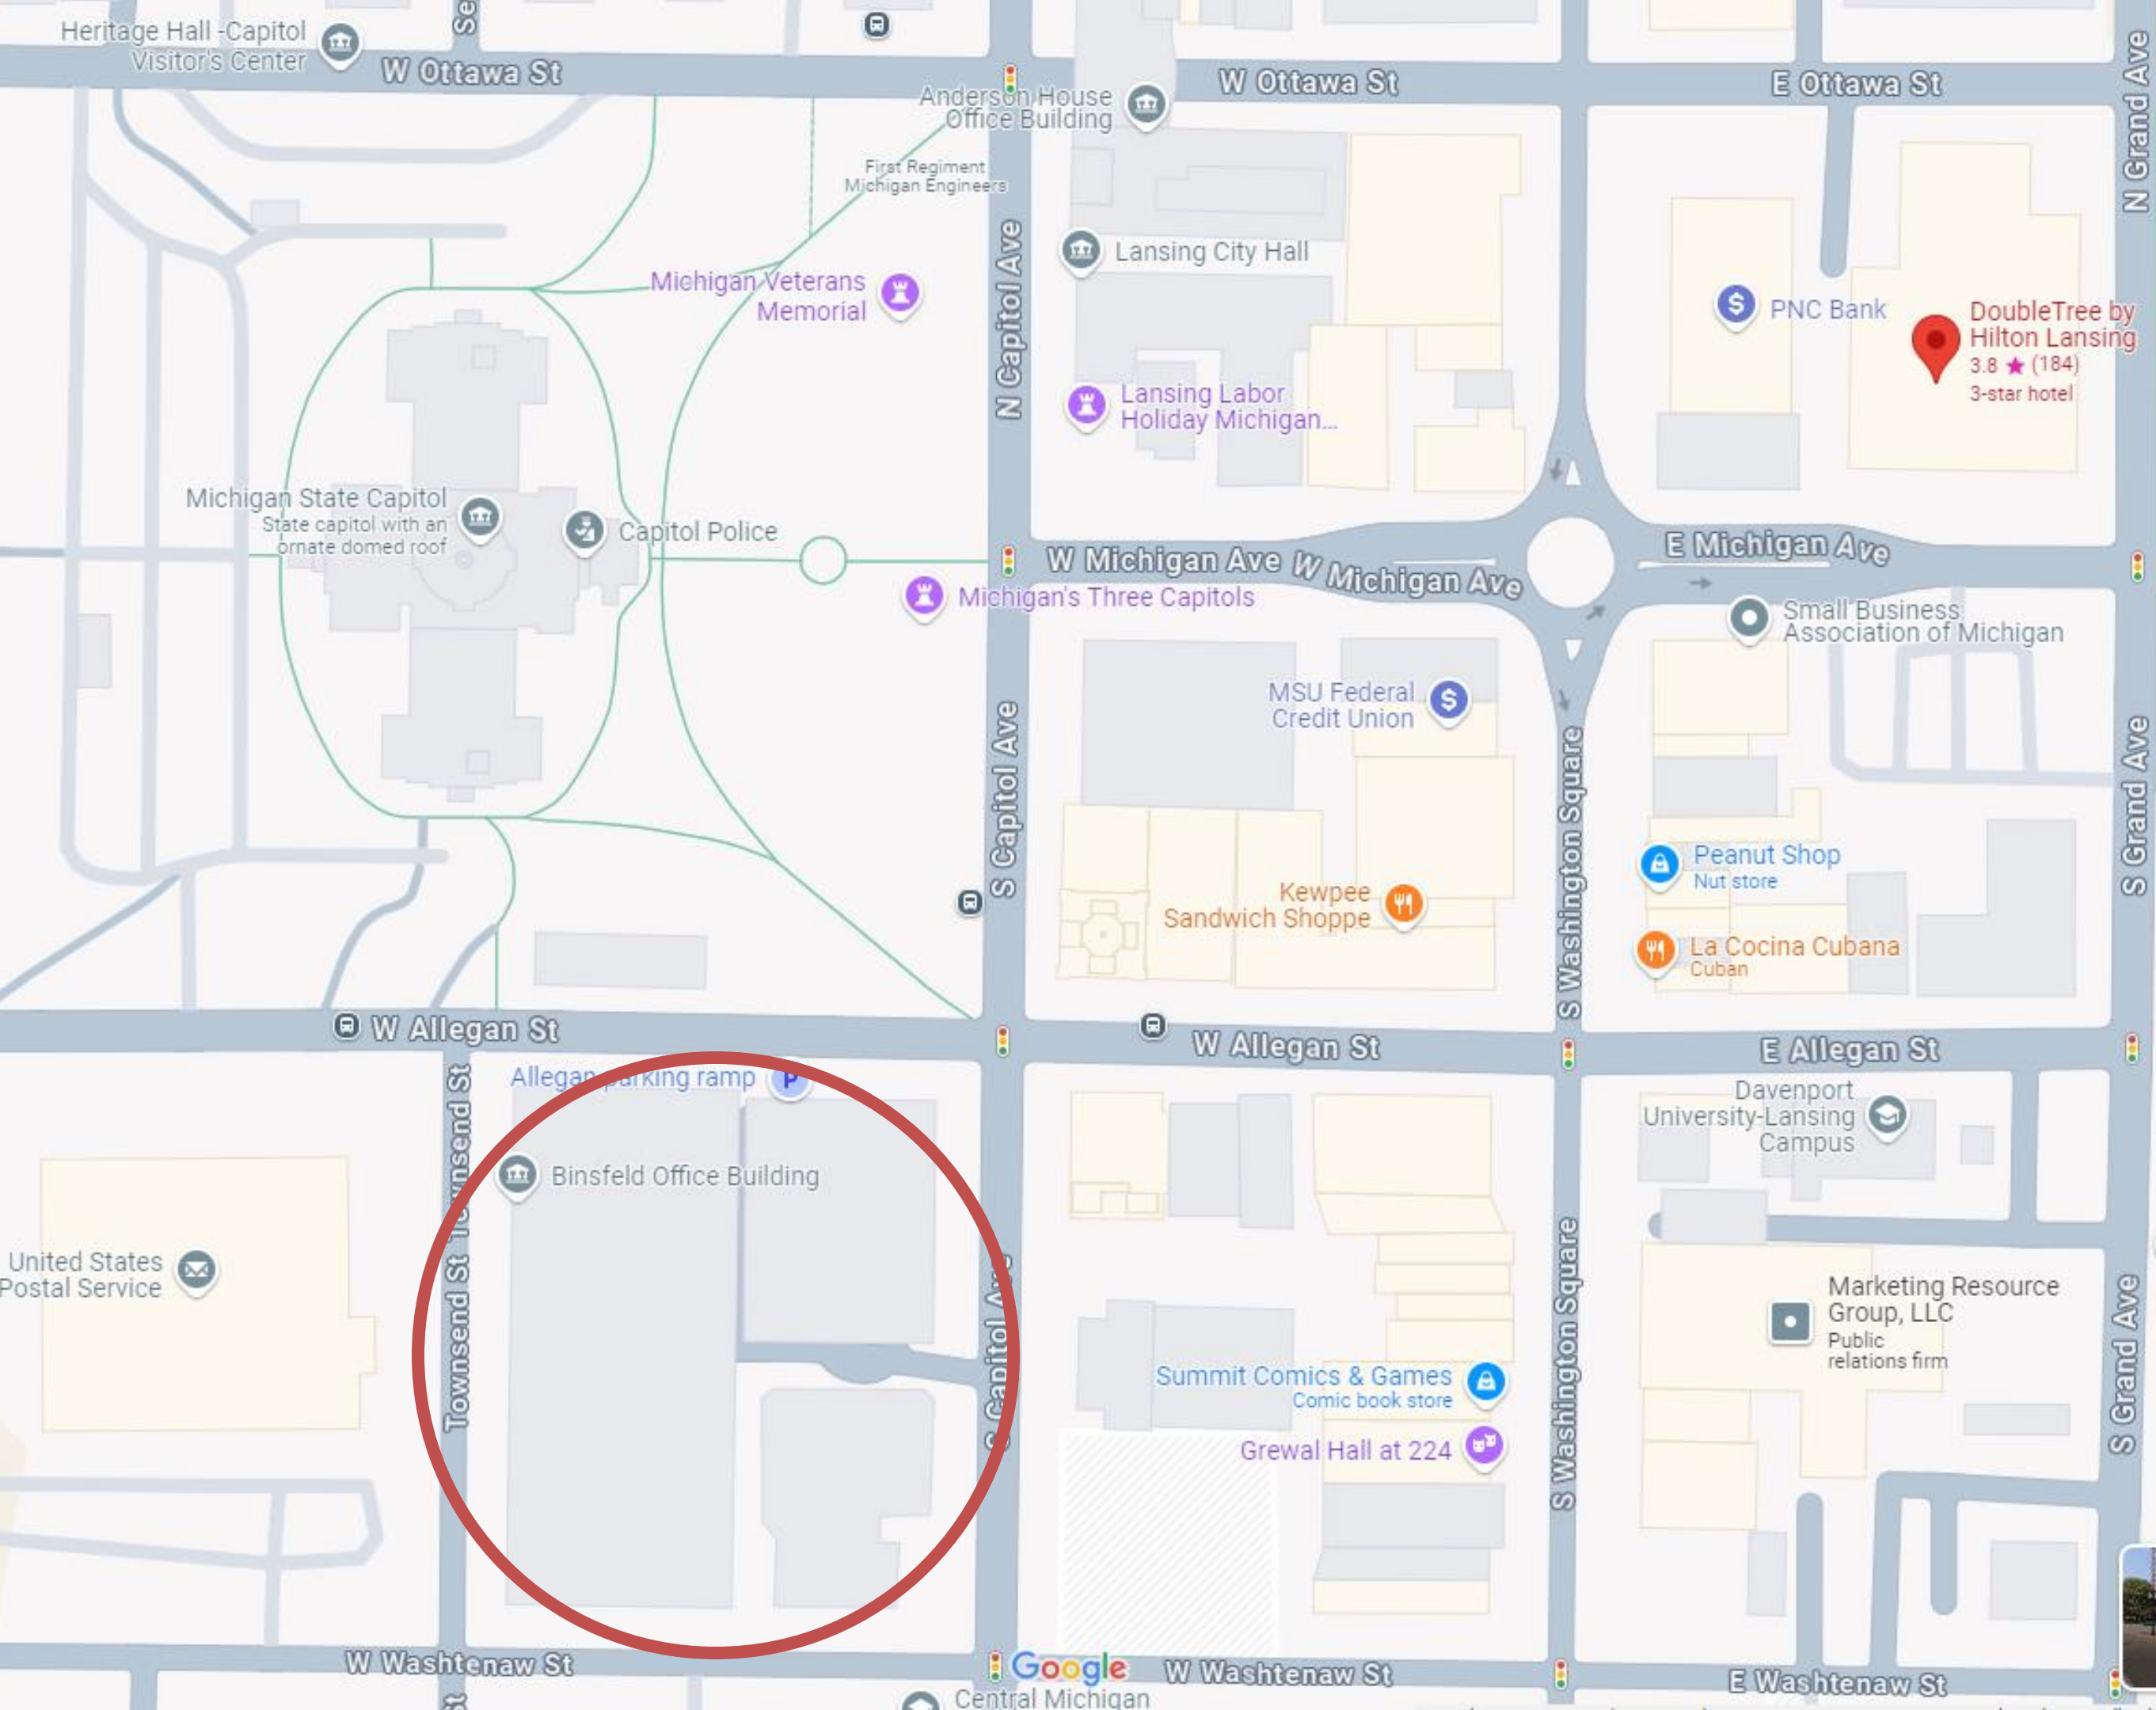 Heritage Hall -Capitol
Visitor's Center
Se
W Ottawa St
W Ottawa St
E Ottawa St
N Grand Ave
Anderson House
Office Building
First Regiment
Michigan Engineers
N Capitol Ave
Lansing City Hall
Michigan Veterans
Memorial
PNC Bank
DoubleTree by
Hilton Lansing
3.8 ★ (184)
3-star hotel
Lansing Labor
Holiday Michigan...
Michigan State Capitol
State capitol with an
ornate domed roof
Capitol Police
W Michigan Ave
W Michigan Ave
E Michigan Ave
Michigan's Three Capitols
Small Business
Association of Michigan
MSU Federal
Credit Union
S Capitol Ave
S Washington Square
S Grand Ave
Peanut Shop
Nut store
Kewpee
Sandwich Shoppe
La Cocina Cubana
Cuban
W Allegan St
W Allegan St
E Allegan St
Allegan parking ramp
P
Townsend St
Townsend St
Davenport
University-Lansing
Campus
Binsfeld Office Building
United States
Postal Service
S Capitol Ave
S Washington Square
S Grand Ave
Marketing Resource
Group, LLC
Public
relations firm
Summit Comics & Games
Comic book store
Grewal Hall at 224
W Washtenaw St
Google
W Washtenaw St
E Washtenaw St
st
Central Michigan